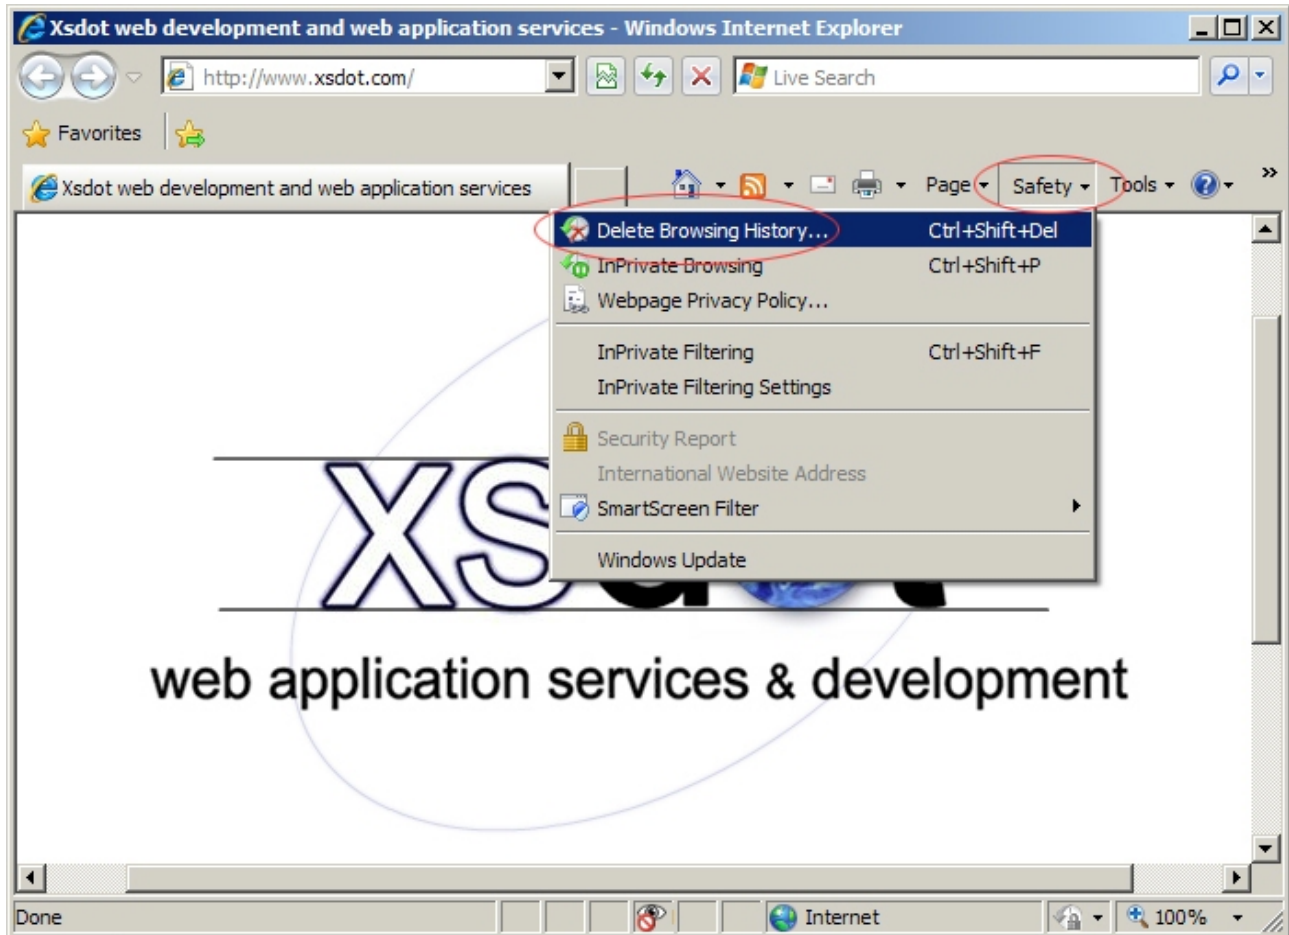 Xsdot web development and web application services - Windows Internet Explorer
http://www.xsdot.com/ Live Search
Favorites
Xsdot web development and web application services Page Safety Tools »
Delete Browsing History... Ctrl+Shift+Del
InPrivate Browsing Ctrl+Shift+P
Webpage Privacy Policy...
InPrivate Filtering Ctrl+Shift+F
InPrivate Filtering Settings
Security Report
International Website Address
SmartScreen Filter
Windows Update
XS
web application services & development
Done Internet 100%